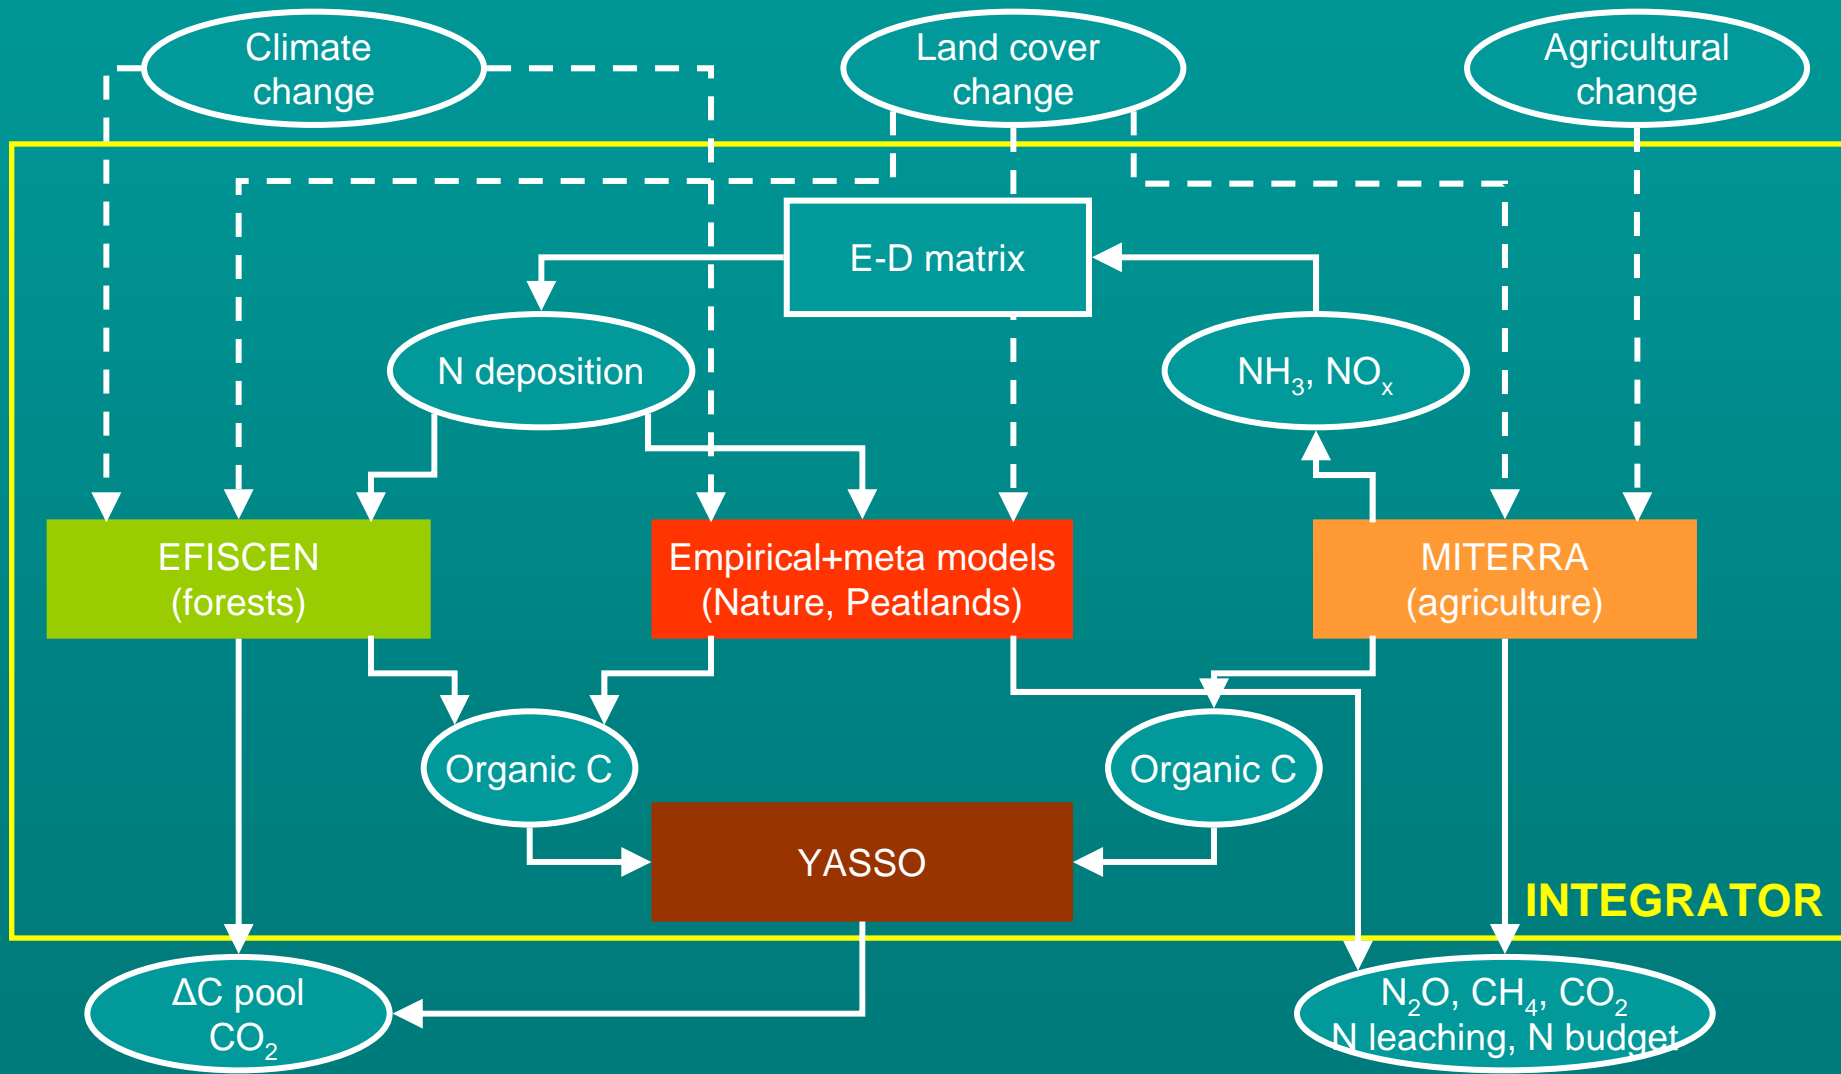 Climate
change
Land cover
change
Agricultural
change
E-D matrix
N deposition
NH₃, NOₓ
EFISCEN
(forests)
Empirical+meta models
(Nature, Peatlands)
MITERRA
(agriculture)
Organic C
Organic C
YASSO
INTEGRATOR
ΔC pool
CO₂
N₂O, CH₄, CO₂
N leaching, N budget